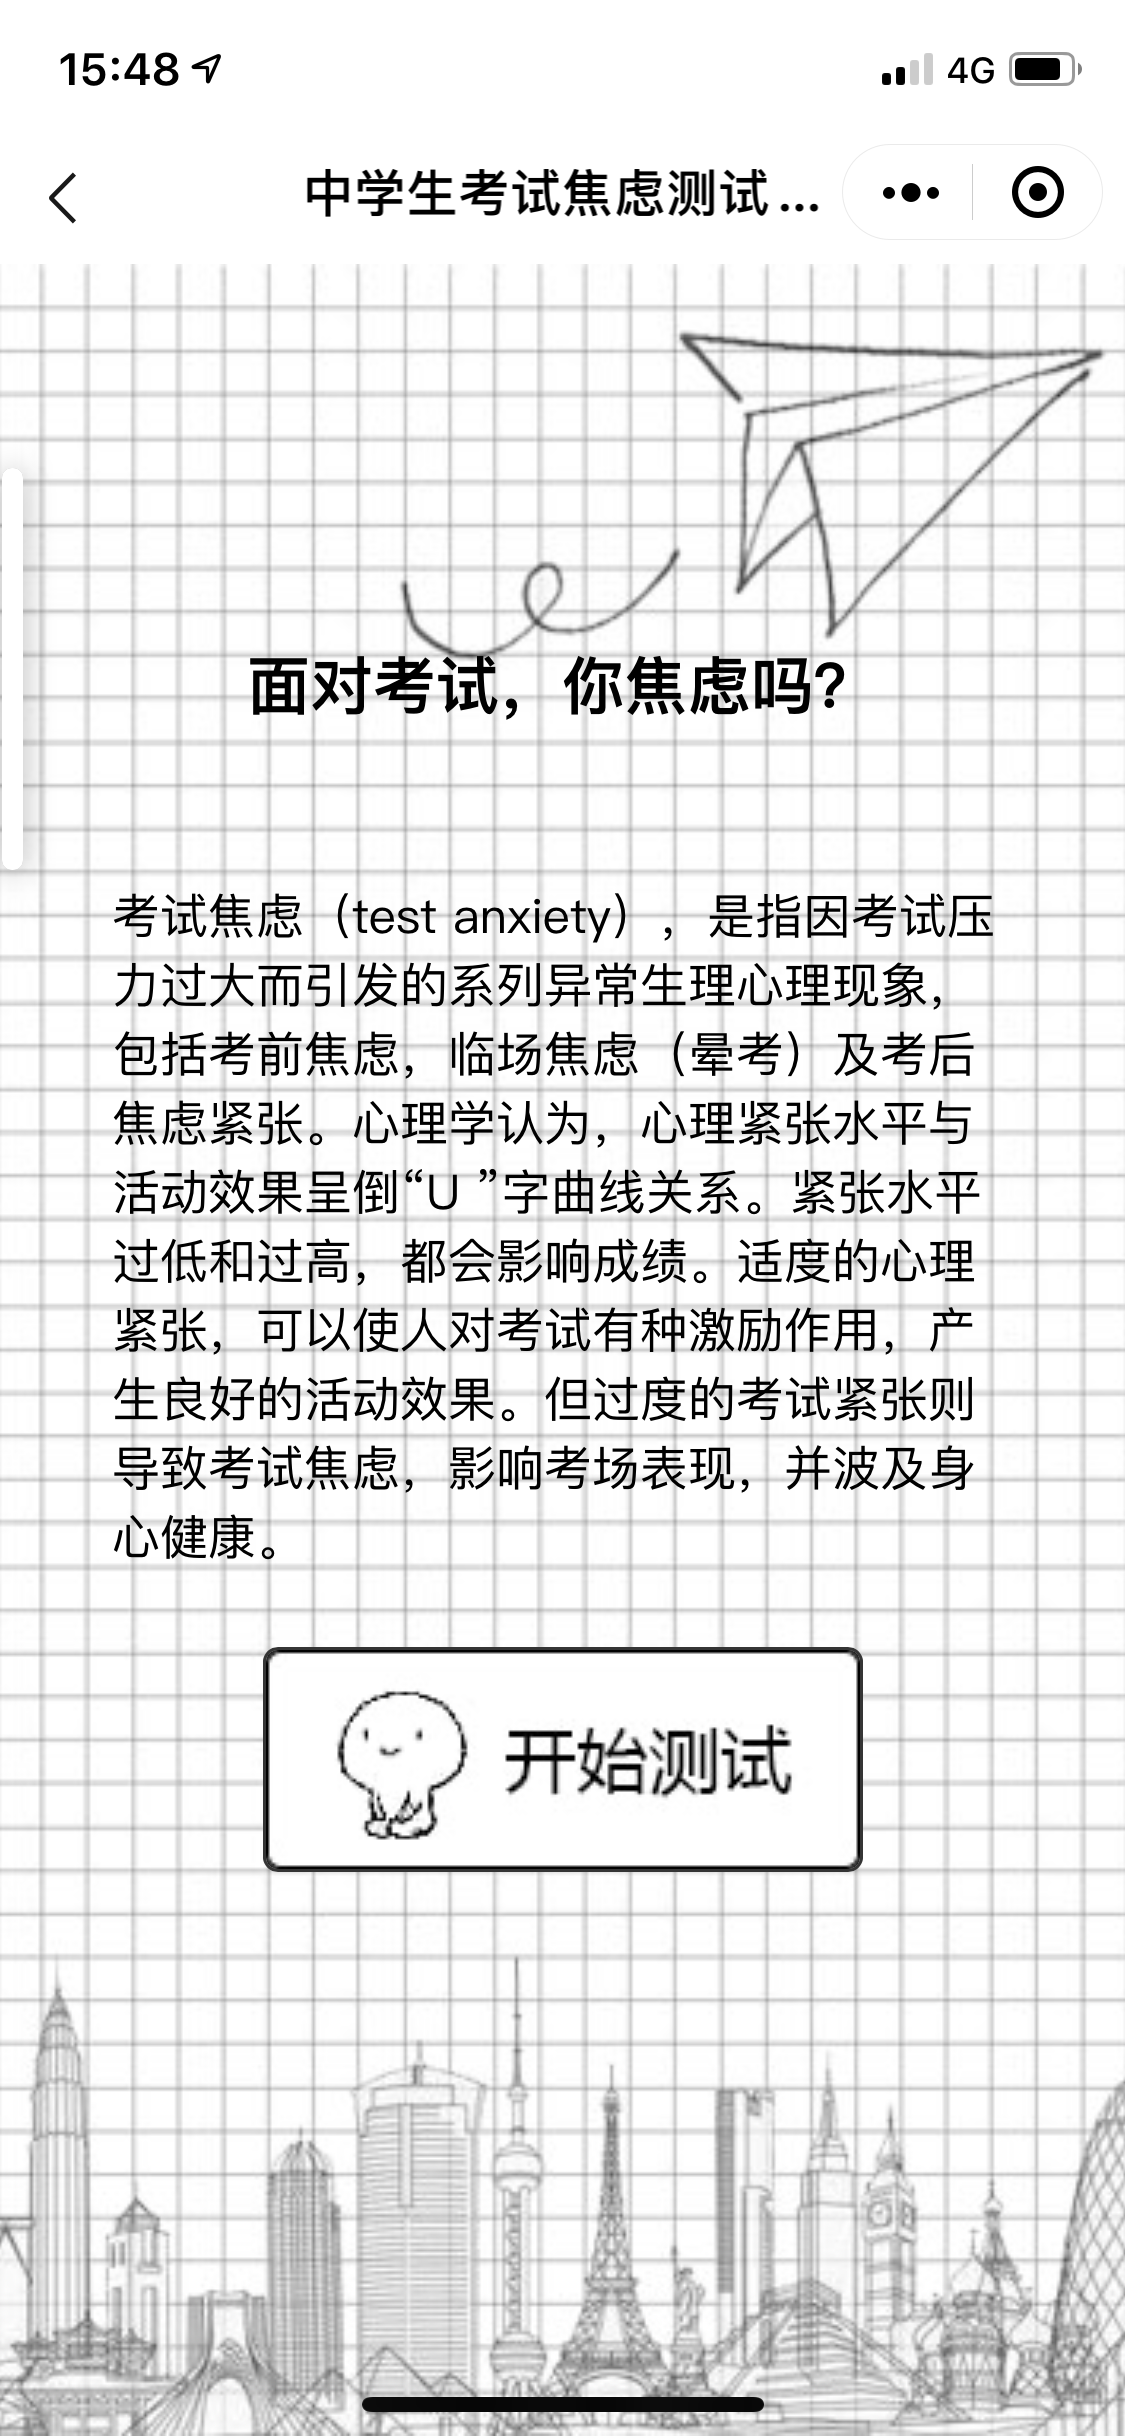 15:48
4G
中学生考试焦虑测试...
面对考试，你焦虑吗?
考试焦虑（test anxiety），是指因考试压
力过大而引发的系列异常生理心理现象，
包括考前焦虑，临场焦虑（晕考）及考后
焦虑紧张。心理学认为，心理紧张水平与
活动效果呈倒“U ”字曲线关系。紧张水平
过低和过高，都会影响成绩。适度的心理
紧张，可以使人对考试有种激励作用，产
生良好的活动效果。但过度的考试紧张则
导致考试焦虑，影响考场表现，并波及身
心健康。
开始测试